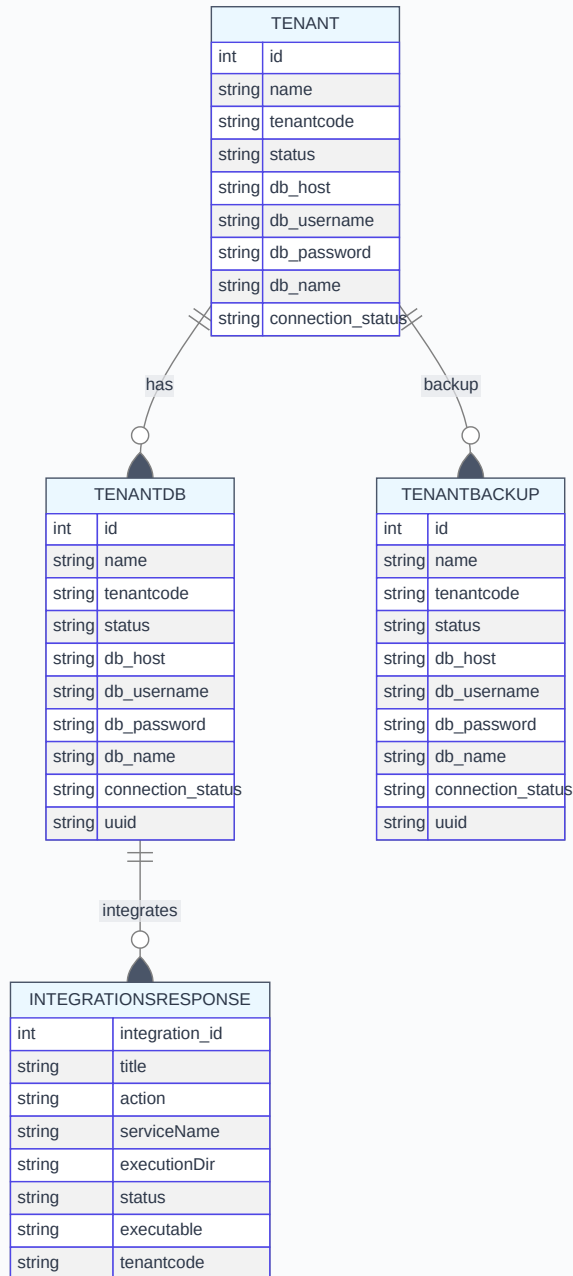 TENANT
int id
string name
string tenantcode
string status
string db_host
string db_username
string db_password
string db_name
string connection_status
has
backup
TENANTDB
int id
string name
string tenantcode
string status
string db_host
string db_username
string db_password
string db_name
string connection_status
string uuid
TENANTBACKUP
int id
string name
string tenantcode
string status
string db_host
string db_username
string db_password
string db_name
string connection_status
string uuid
integrates
INTEGRATIONSRESPONSE
int integration_id
string title
string action
string serviceName
string executionDir
string status
string executable
string tenantcode